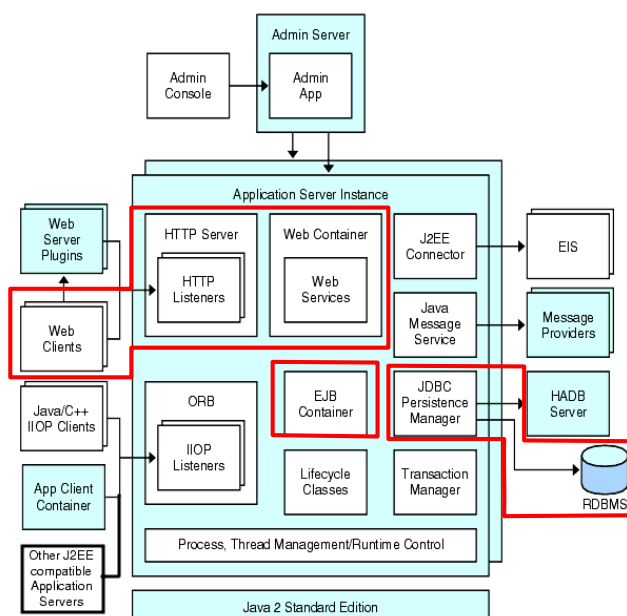 Admin Server
Admin
Console
Admin
App
Application Server Instance
Web
Server
Plugins
HTTP Server
HTTP
Listeners
Web Container
Web
Services
J2EE
Connector
EIS
Web
Clients
Java
Message
Service
Message
Providers
Java/C++
IIOP Clients
ORB
IIOP
Listeners
EJB
Container
JDBC
Persistence
Manager
HADB
Server
App Client
Container
Lifecycle
Classes
Transaction
Manager
RDBMS
Other J2EE
compatible
Application
Servers
Process, Thread Management/Runtime Control
Java 2 Standard Edition